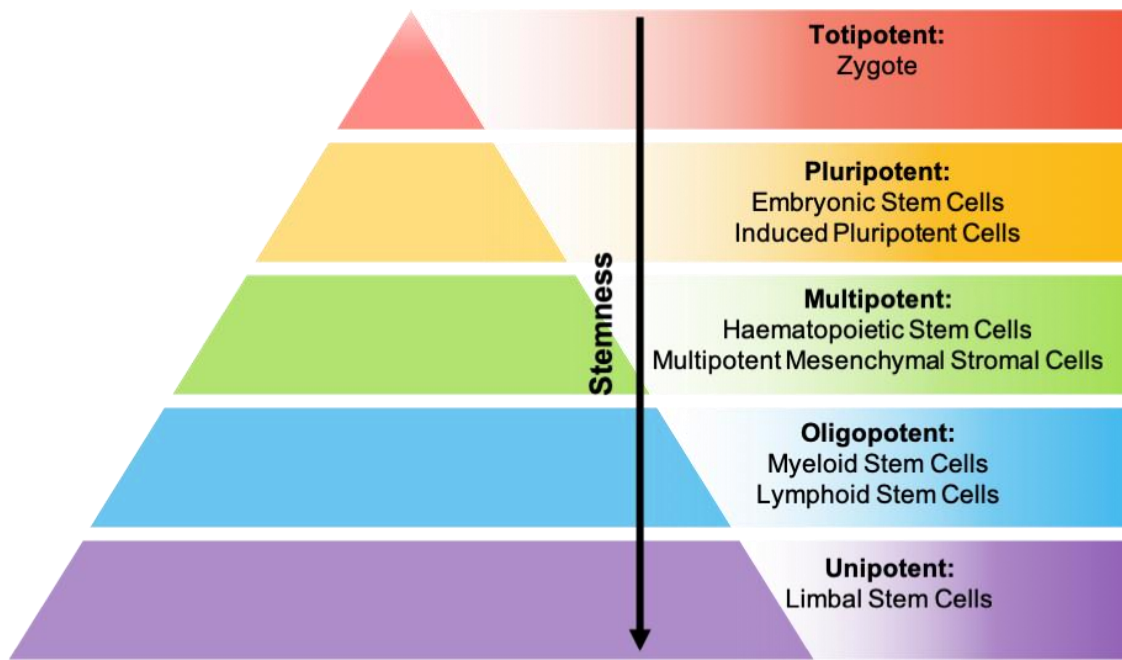 Totipotent:
Zygote
Pluripotent:
Embryonic Stem Cells
Induced Pluripotent Cells
Stemness
Multipotent:
Haematopoietic Stem Cells
Multipotent Mesenchymal Stromal Cells
Oligopotent:
Myeloid Stem Cells
Lymphoid Stem Cells
Unipotent:
Limbal Stem Cells